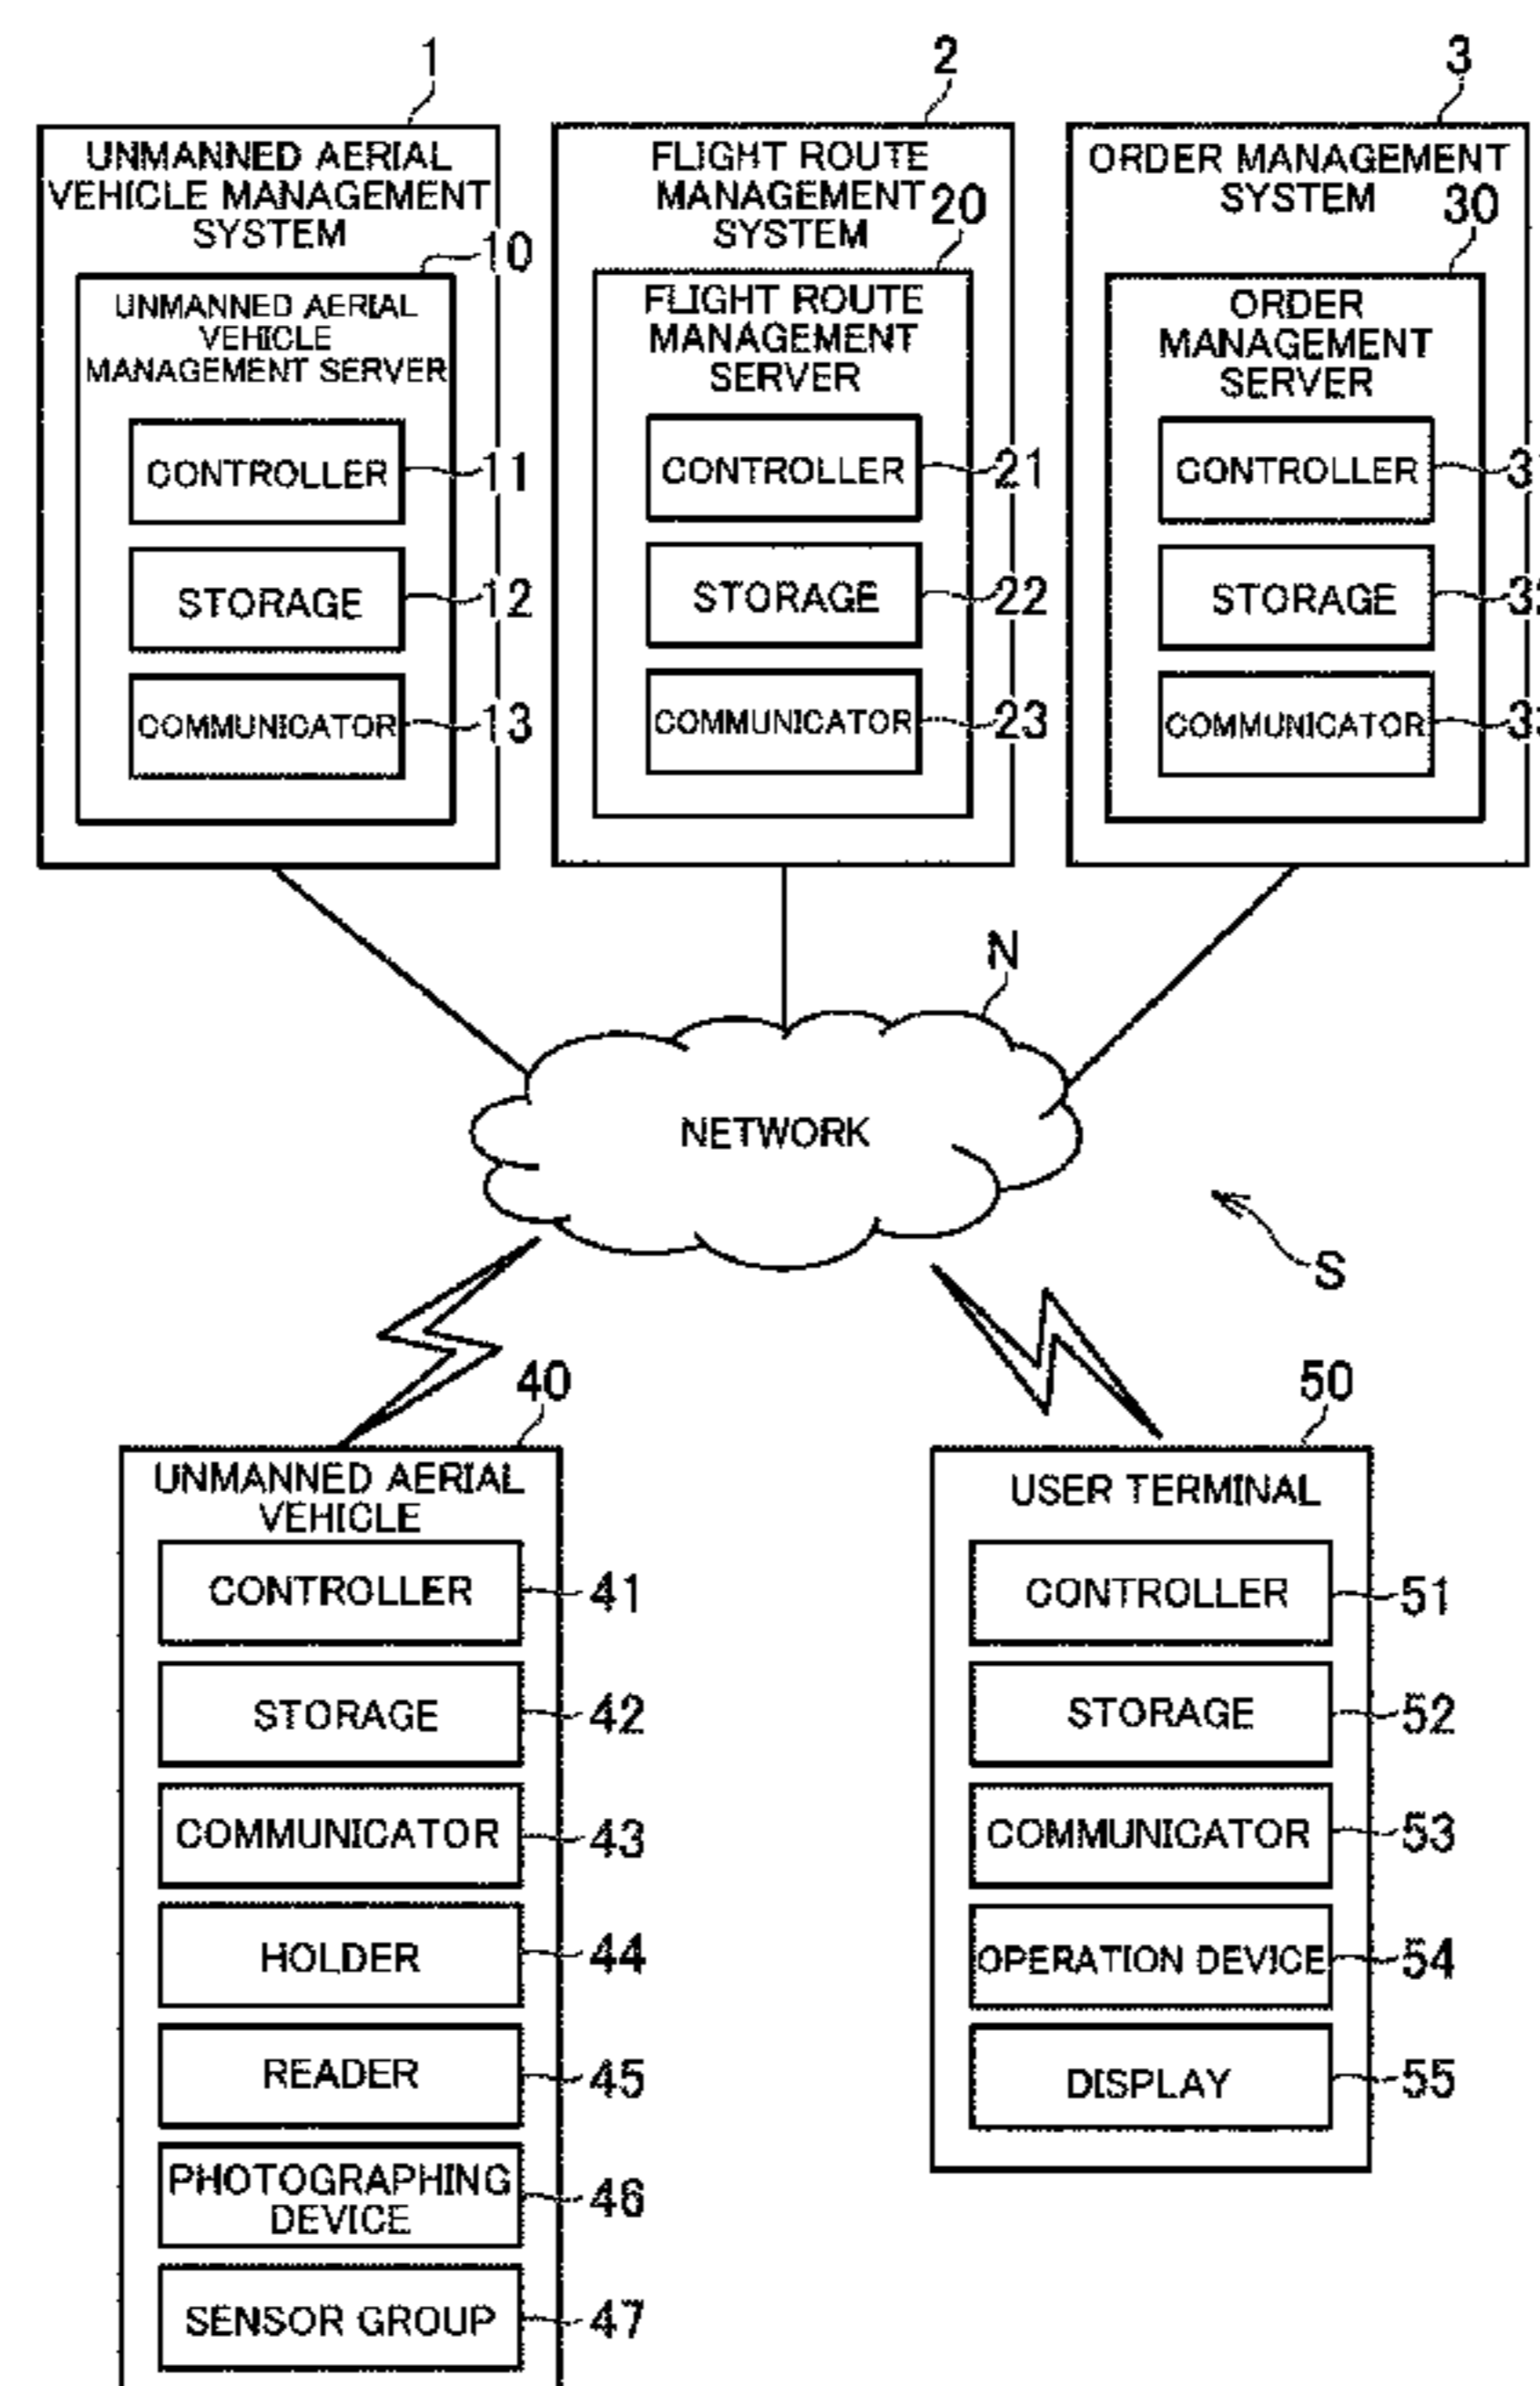 1
UNMANNED AERIAL
VEHICLE MANAGEMENT
SYSTEM
10
UNMANNED AERIAL
VEHICLE
MANAGEMENT SERVER
CONTROLLER
11
STORAGE
12
COMMUNICATOR
13
2
FLIGHT ROUTE
MANAGEMENT
SYSTEM
20
FLIGHT ROUTE
MANAGEMENT
SERVER
CONTROLLER
21
STORAGE
22
COMMUNICATOR
23
3
ORDER MANAGEMENT
SYSTEM
30
ORDER
MANAGEMENT
SERVER
CONTROLLER
STORAGE
COMMUNICATOR
N
NETWORK
S
40
UNMANNED AERIAL
VEHICLE
CONTROLLER
41
STORAGE
42
COMMUNICATOR
43
HOLDER
44
READER
45
PHOTOGRAPHING
DEVICE
46
SENSOR GROUP
47
50
USER TERMINAL
CONTROLLER
51
STORAGE
52
COMMUNICATOR
53
OPERATION DEVICE
54
DISPLAY
55